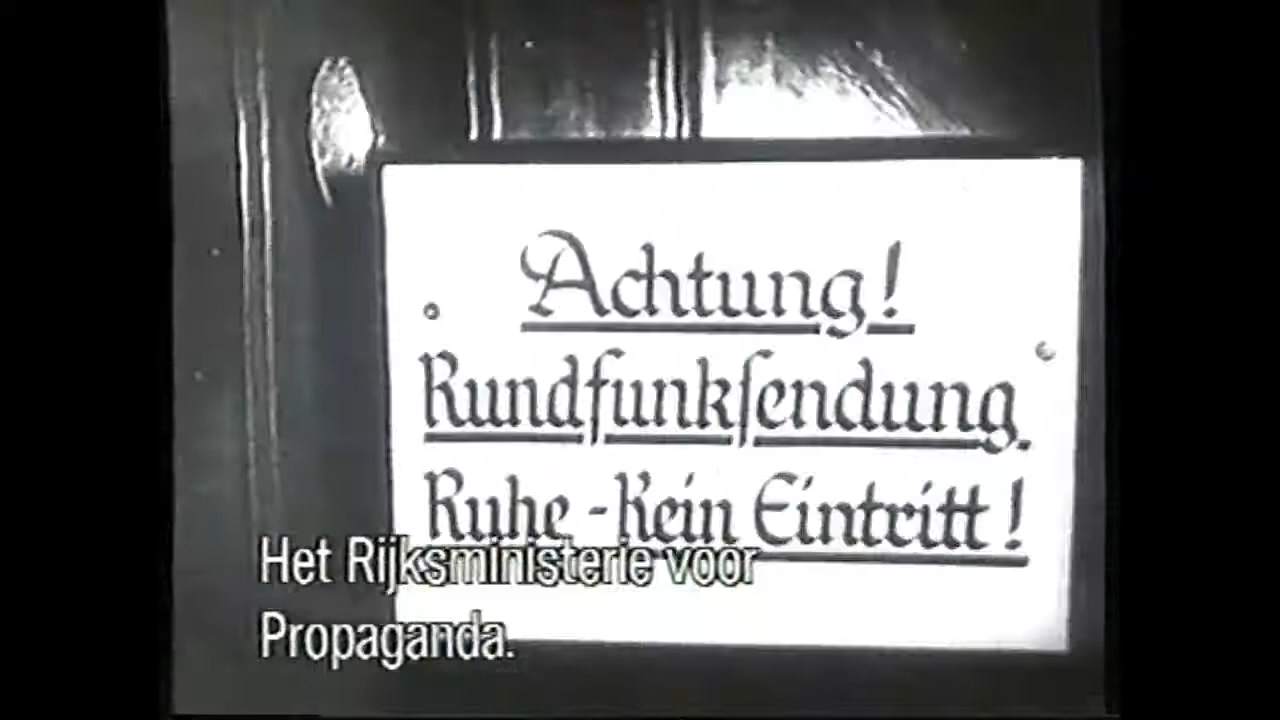 Achtung!
Rundfunkſendung.
Ruhe - Kein Eintritt!
Het Rijksministerie voor
Propaganda.